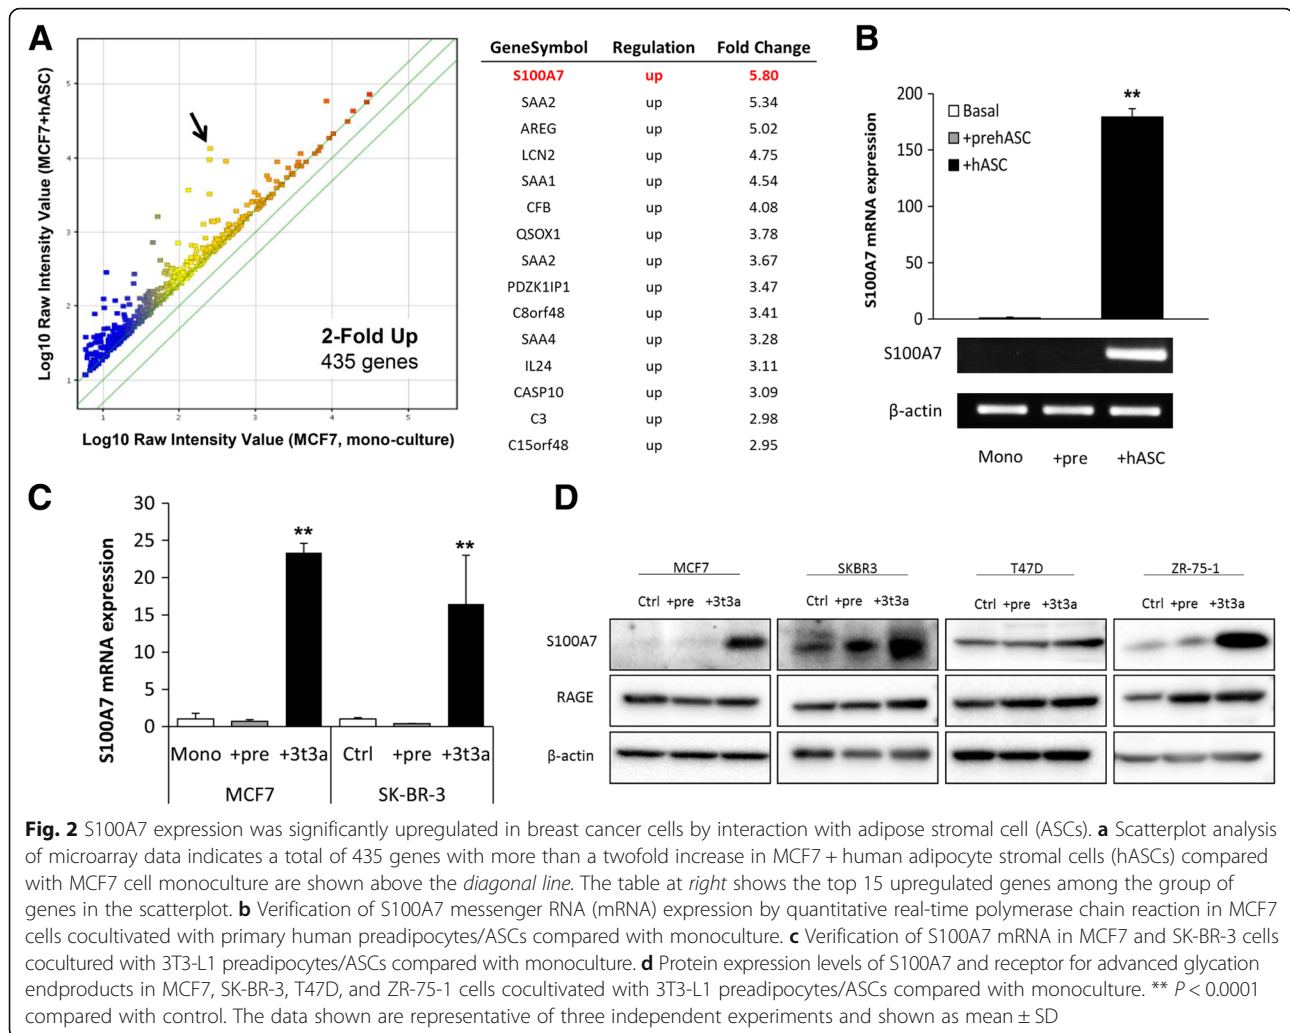 A
Log10 Raw Intensity Value (MCF7+hASC)
5
4
3
2
1
2-Fold Up
435 genes
1 2 3 4 5
Log10 Raw Intensity Value (MCF7, mono-culture)
GeneSymbol Regulation Fold Change
S100A7 up 5.80
SAA2 up 5.34
AREG up 5.02
LCN2 up 4.75
SAA1 up 4.54
CFB up 4.08
QSOX1 up 3.78
SAA2 up 3.67
PDZK1IP1 up 3.47
C8orf48 up 3.41
SAA4 up 3.28
IL24 up 3.11
CASP10 up 3.09
C3 up 2.98
C15orf48 up 2.95
B
S100A7 mRNA expression
200
150
100
50
0
Basal
+prehASC
+hASC
**
S100A7
β-actin
Mono +pre +hASC
C
S100A7 mRNA expression
30
25
20
15
10
5
0
** **
Mono +pre +3t3a Ctrl +pre +3t3a
MCF7 SK-BR-3
D
MCF7 SKBR3 T47D ZR-75-1
Ctrl +pre +3t3a Ctrl +pre +3t3a Ctrl +pre +3t3a Ctrl +pre +3t3a
S100A7
RAGE
β-actin
Fig. 2 S100A7 expression was significantly upregulated in breast cancer cells by interaction with adipose stromal cell (ASCs). a Scatterplot analysis
of microarray data indicates a total of 435 genes with more than a twofold increase in MCF7 + human adipocyte stromal cells (hASCs) compared
with MCF7 cell monoculture are shown above the diagonal line. The table at right shows the top 15 upregulated genes among the group of
genes in the scatterplot. b Verification of S100A7 messenger RNA (mRNA) expression by quantitative real-time polymerase chain reaction in MCF7
cells cocultivated with primary human preadipocytes/ASCs compared with monoculture. c Verification of S100A7 mRNA in MCF7 and SK-BR-3 cells
cocultured with 3T3-L1 preadipocytes/ASCs compared with monoculture. d Protein expression levels of S100A7 and receptor for advanced glycation
endproducts in MCF7, SK-BR-3, T47D, and ZR-75-1 cells cocultivated with 3T3-L1 preadipocytes/ASCs compared with monoculture. ** P < 0.0001
compared with control. The data shown are representative of three independent experiments and shown as mean ± SD